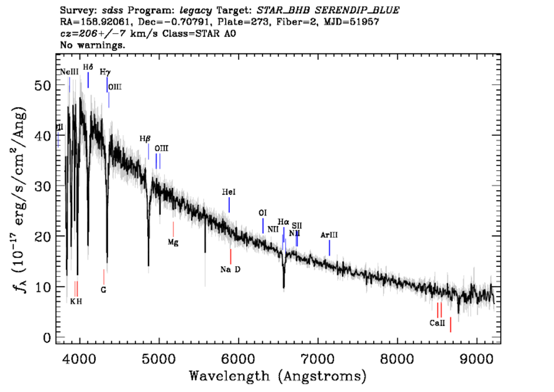 Survey: sdss Program: legacy Target: STAR_BHB SERENDIP_BLUE
RA=158.92061, Dec=-0.70791, Plate=273, Fiber=2, MJD=51957
cz=206+/-7 km/s Class=STAR A0
No warnings.
NeIII Hδ Hγ
OIII
Hβ
OIII
HeI
OI
NII Hα SII
NII
ArIII
Mg
Na D
K H G
CaII
50
40
30
20
10
0
fλ (10⁻¹⁷ erg/s/cm²/Ang)
4000 5000 6000 7000 8000 9000
Wavelength (Angstroms)